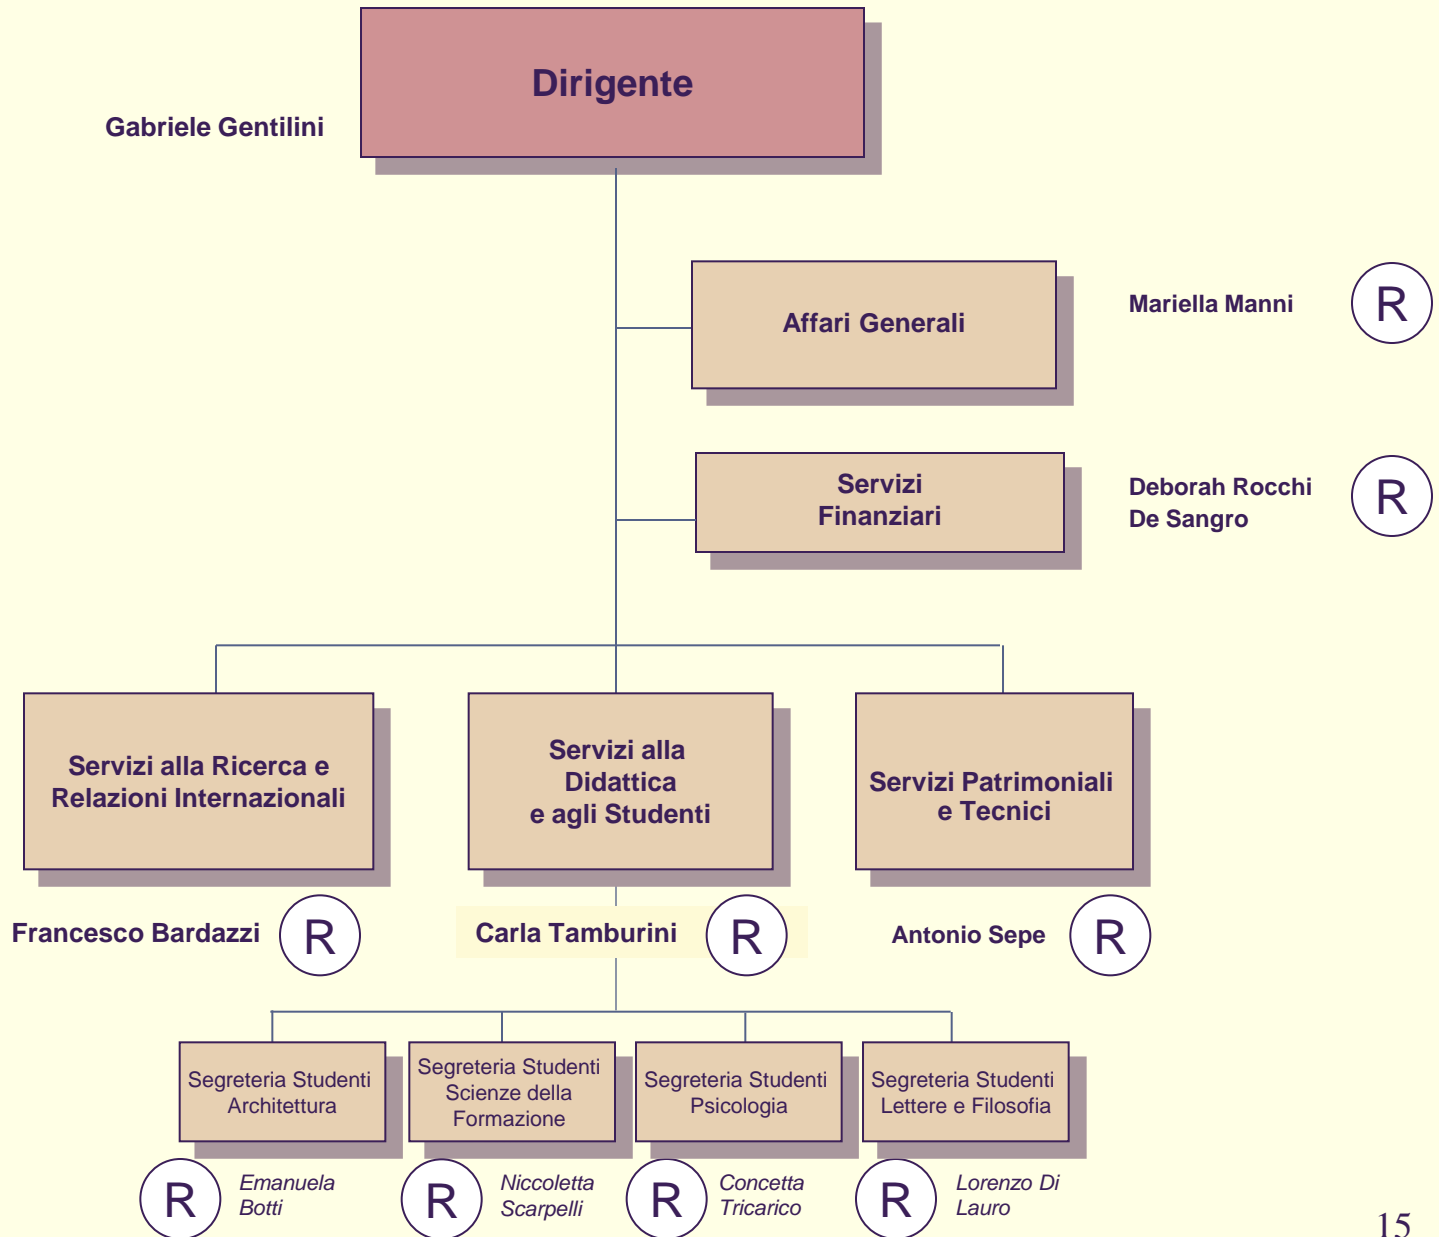 Dirigente
Gabriele Gentilini
Affari Generali
Mariella Manni
R
Servizi
Finanziari
Deborah Rocchi
De Sangro
R
Servizi alla Ricerca e
Relazioni Internazionali
Francesco Bardazzi
R
Servizi alla
Didattica
e agli Studenti
Carla Tamburini
R
Servizi Patrimoniali
e Tecnici
Antonio Sepe
R
Segreteria Studenti
Architettura
R
Emanuela
Botti
Segreteria Studenti
Scienze della
Formazione
R
Niccoletta
Scarpelli
Segreteria Studenti
Psicologia
R
Concetta
Tricarico
Segreteria Studenti
Lettere e Filosofia
R
Lorenzo Di
Lauro
15